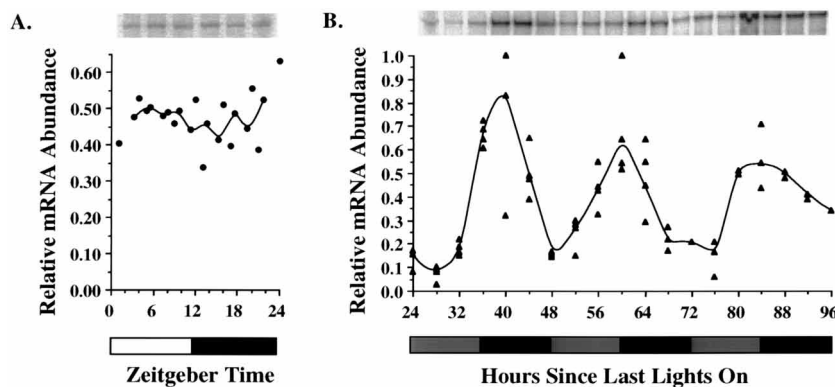 A.
B.
Relative mRNA Abundance
0.60
0.50
0.40
0.30
0.20
0.10
0.00
0 6 12 18 24
Zeitgeber Time
Relative mRNA Abundance
1.0
0.9
0.8
0.7
0.6
0.5
0.4
0.3
0.2
0.1
0.0
24 32 40 48 56 64 72 80 88 96
Hours Since Last Lights On